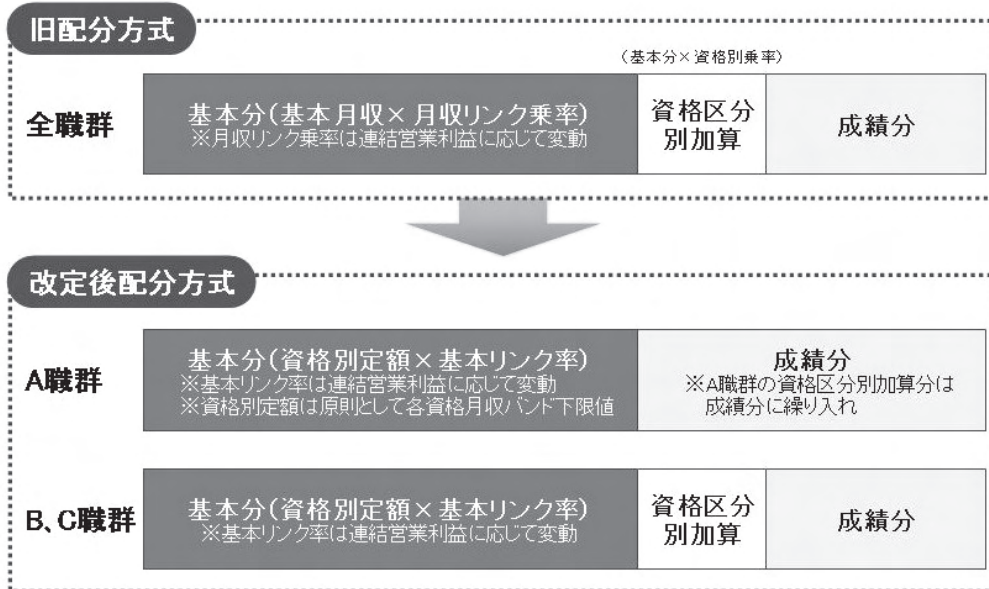 旧配分方式
(基本分×資格別乗率)
全職群
基本分(基本月収×月収リンク乗率)
※月収リンク乗率は連結営業利益に応じて変動
資格区分
別加算
成績分
改定後配分方式
A職群
基本分(資格別定額×基本リンク率)
※基本リンク率は連結営業利益に応じて変動
※資格別定額は原則として各資格月収バンド下限値
成績分
※A職群の資格区分別加算分は
成績分に繰り入れ
B、C職群
基本分(資格別定額×基本リンク率)
※基本リンク率は連結営業利益に応じて変動
資格区分
別加算
成績分